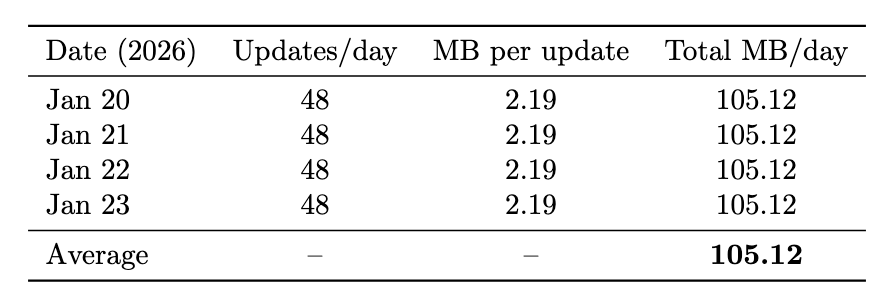 Date (2026) Updates/day MB per update Total MB/day
Jan 20 48 2.19 105.12
Jan 21 48 2.19 105.12
Jan 22 48 2.19 105.12
Jan 23 48 2.19 105.12
Average – – 105.12